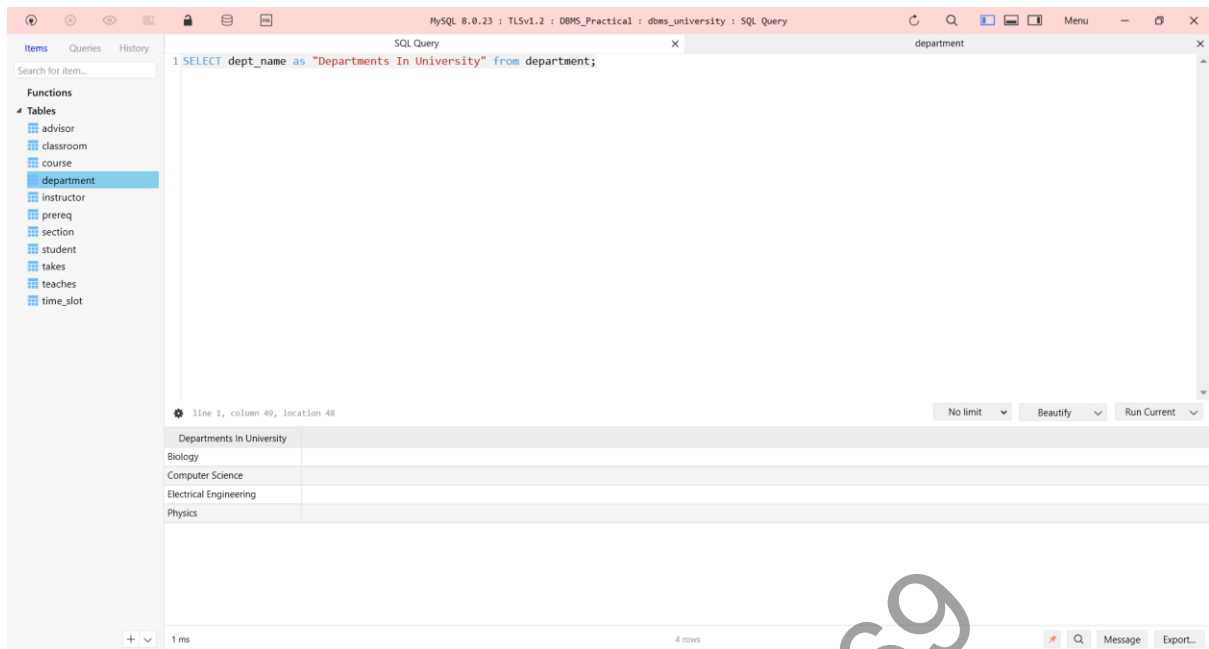 MySQL 8.0.23 : TLSv1.2 : DBMS_Practical : dbms_university : SQL Query
Menu
Items Queries History
SQL Query
department
Search for item...
1 SELECT dept_name as "Departments In University" from department;
Functions
Tables
advisor
classroom
course
department
instructor
prereq
section
student
takes
teaches
time_slot
line 1, column 49, location 48
No limit
Beautify
Run Current
Departments In University
Biology
Computer Science
Electrical Engineering
Physics
1 ms
4 rows
Message
Export...
69